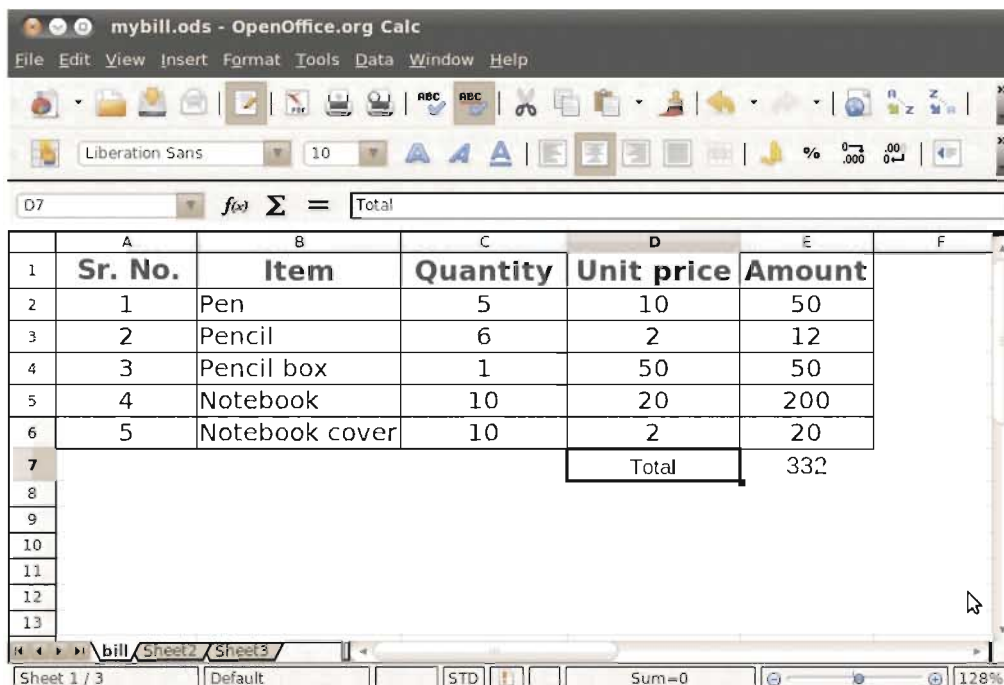 mybill.ods - OpenOffice.org Calc
File Edit View Insert Format Tools Data Window Help
ABC ABC
Liberation Sans 10 %
D7 f(x) Σ = Total
A B C D E F
1 Sr. No. Item Quantity Unit price Amount
2 1 Pen 5 10 50
3 2 Pencil 6 2 12
4 3 Pencil box 1 50 50
5 4 Notebook 10 20 200
6 5 Notebook cover 10 2 20
7 Total 332
8
9
10
11
12
13
bill Sheet2 Sheet3
Sheet 1 / 3 Default STD Sum=0 128%